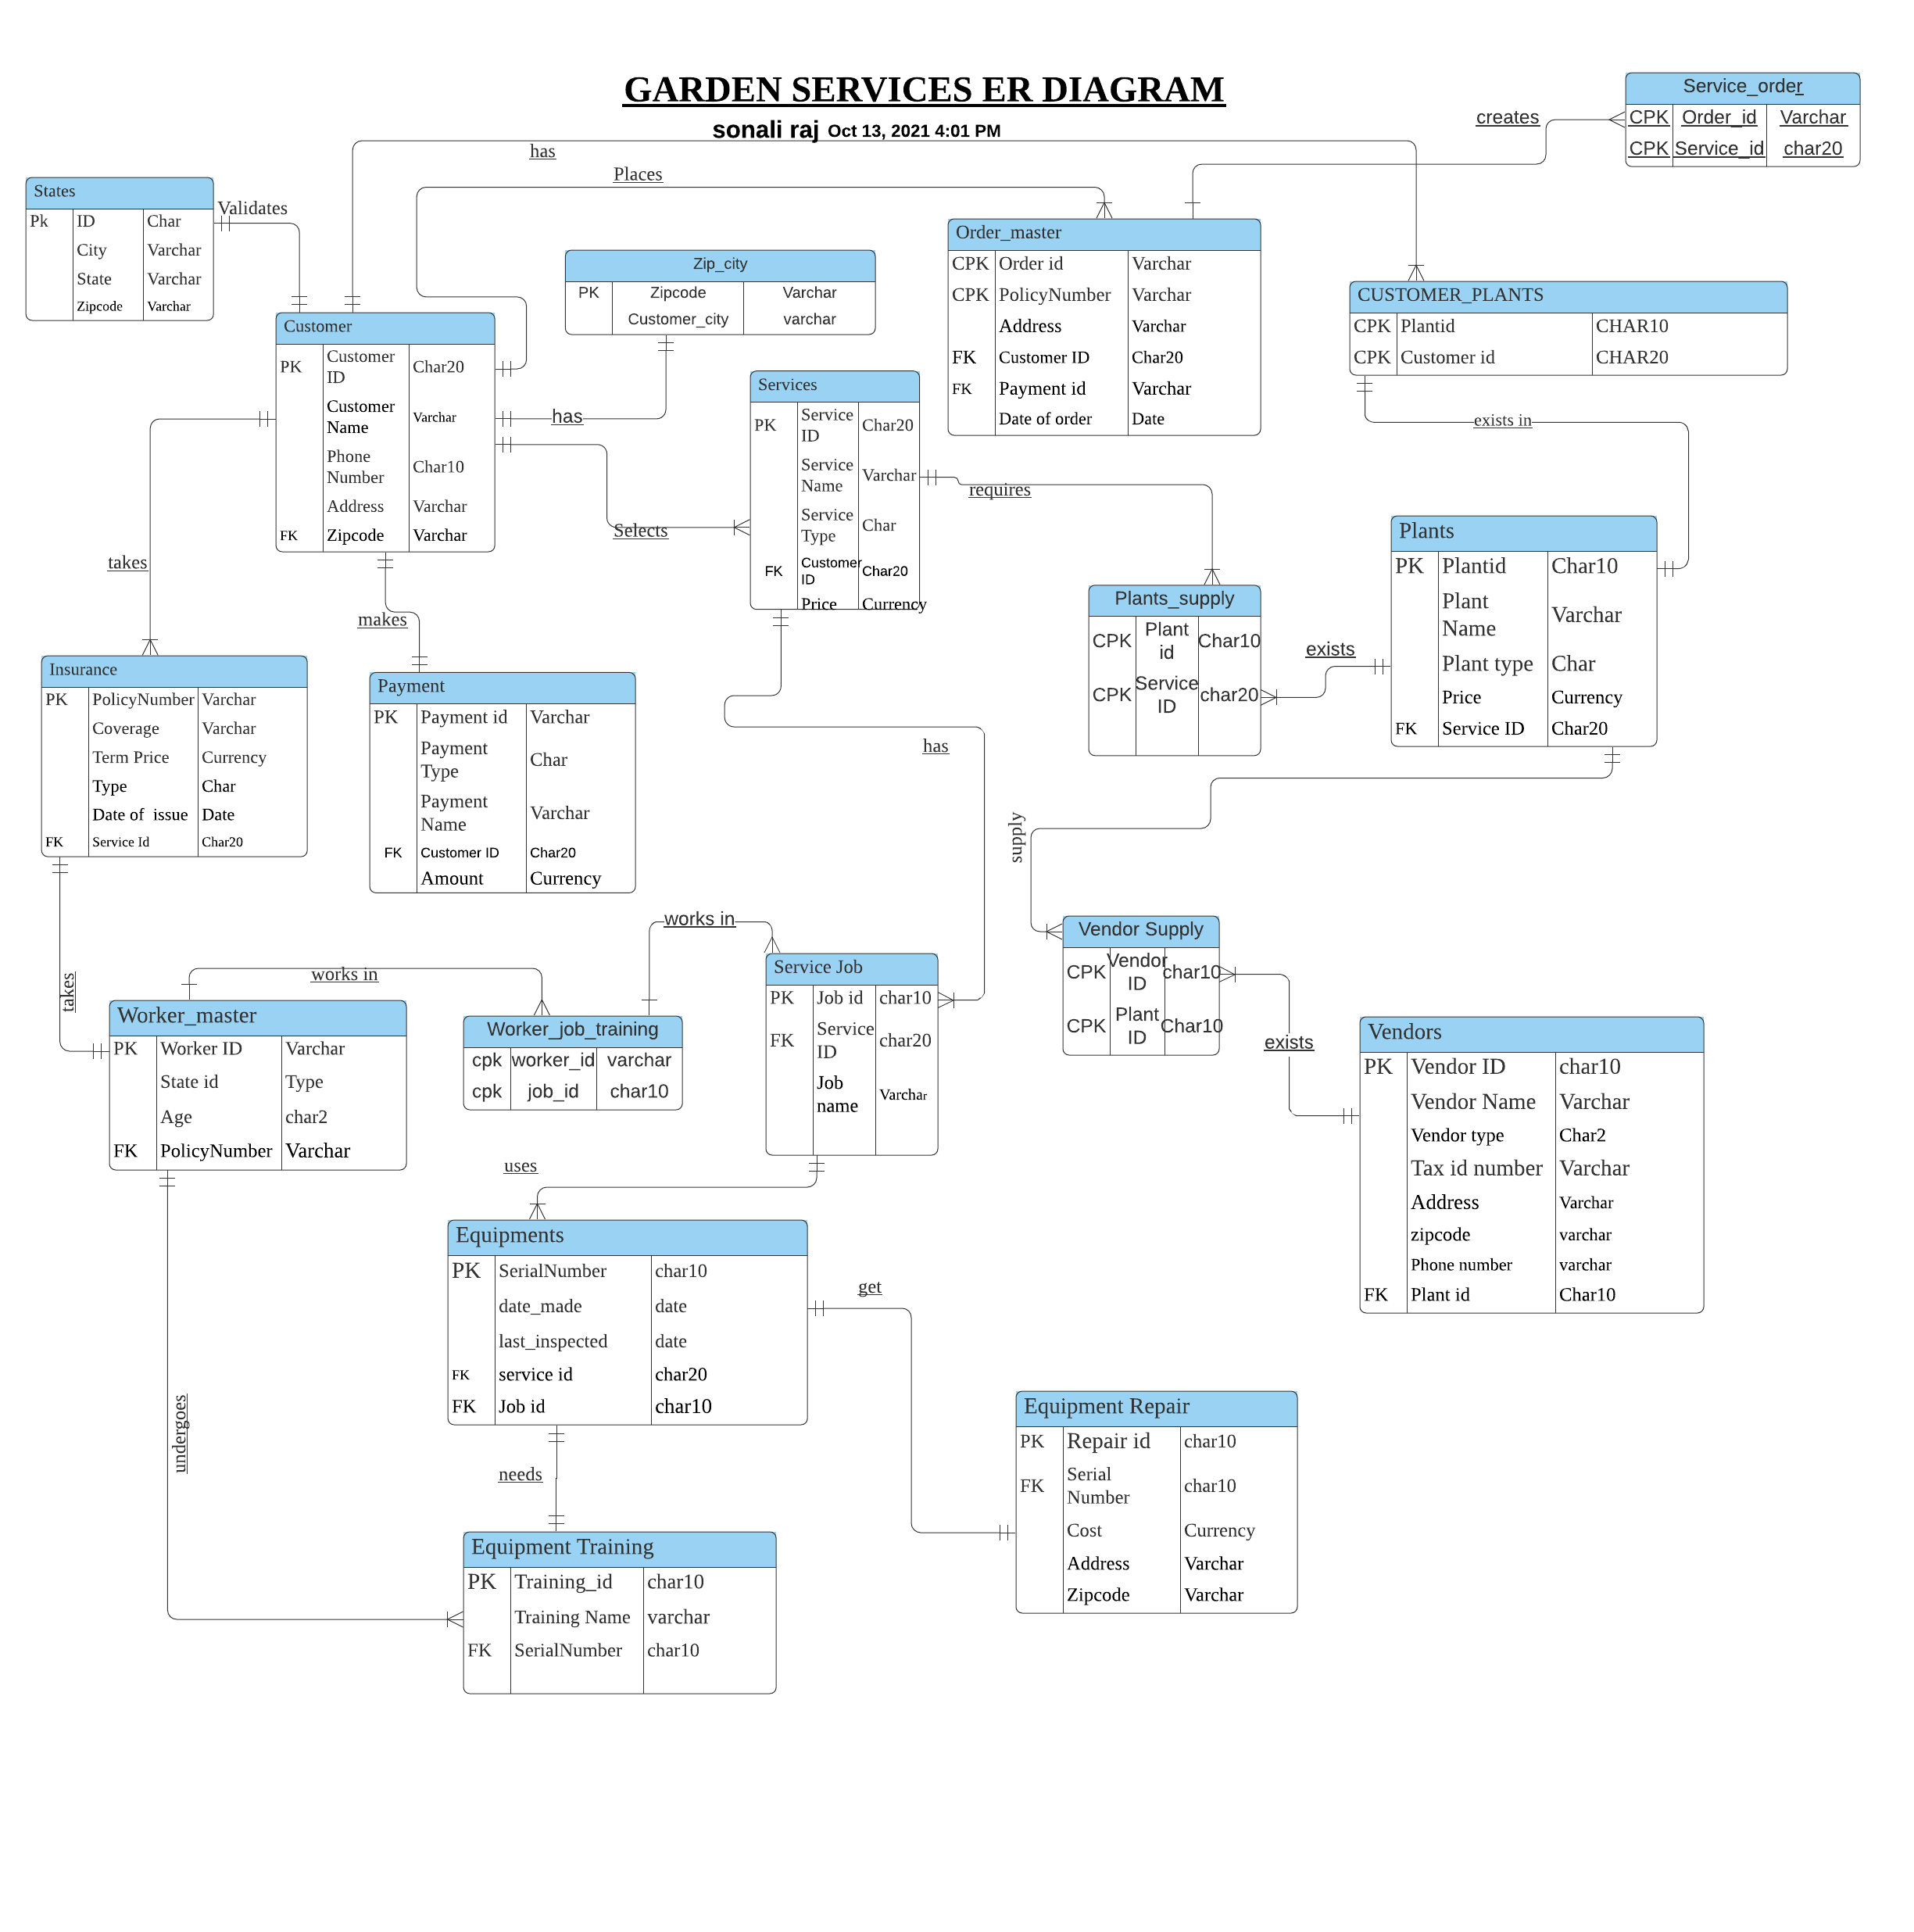 GARDEN SERVICES ER DIAGRAM
sonali raj Oct 13, 2021 4:01 PM
Service_order
CPK Order_id Varchar
CPK Service_id char20
creates
has
Places
States
Pk ID Char
City Varchar
State Varchar
Zipcode Varchar
Validates
Order_master
CPK Order id Varchar
CPK PolicyNumber Varchar
Address Varchar
FK Customer ID Char20
FK Payment id Varchar
Date of order Date
Zip_city
PK Zipcode Varchar
Customer_city varchar
CUSTOMER_PLANTS
CPK Plantid CHAR10
CPK Customer id CHAR20
exists in
Customer
PK Customer
ID Char20
Customer
Name Varchar
Phone
Number Char10
Address Varchar
FK Zipcode Varchar
has
Selects
Services
PK Service
ID Char20
Service
Name Varchar
Service
Type Char
FK Customer
ID Char20
Price Currency
requires
Plants
PK Plantid Char10
Plant
Name Varchar
Plant type Char
Price Currency
FK Service ID Char20
takes
makes
Plants_supply
CPK Plant
id Char10
CPK Service
ID char20
exists
Insurance
PK PolicyNumber Varchar
Coverage Varchar
Term Price Currency
Type Char
Date of  issue Date
FK Service Id Char20
Payment
PK Payment id Varchar
Payment
Type Char
Payment
Name Varchar
FK Customer ID Char20
Amount Currency
has
supply
works in
Vendor Supply
CPK Vendor
ID char10
CPK Plant
ID Char10
exists
takes
works in
Service Job
PK Job id char10
FK Service
ID char20
Job
name Varchar
Worker_master
PK Worker ID Varchar
State id Type
Age char2
FK PolicyNumber Varchar
Worker_job_training
cpk worker_id varchar
cpk job_id char10
Vendors
PK Vendor ID char10
Vendor Name Varchar
Vendor type Char2
Tax id number Varchar
Address Varchar
zipcode varchar
Phone number varchar
FK Plant id Char10
uses
Equipments
PK SerialNumber char10
date_made date
last_inspected date
FK service id char20
FK Job id char10
get
undergoes
needs
Equipment Repair
PK Repair id char10
FK Serial
Number char10
Cost Currency
Address Varchar
Zipcode Varchar
Equipment Training
PK Training_id char10
Training Name varchar
FK SerialNumber char10